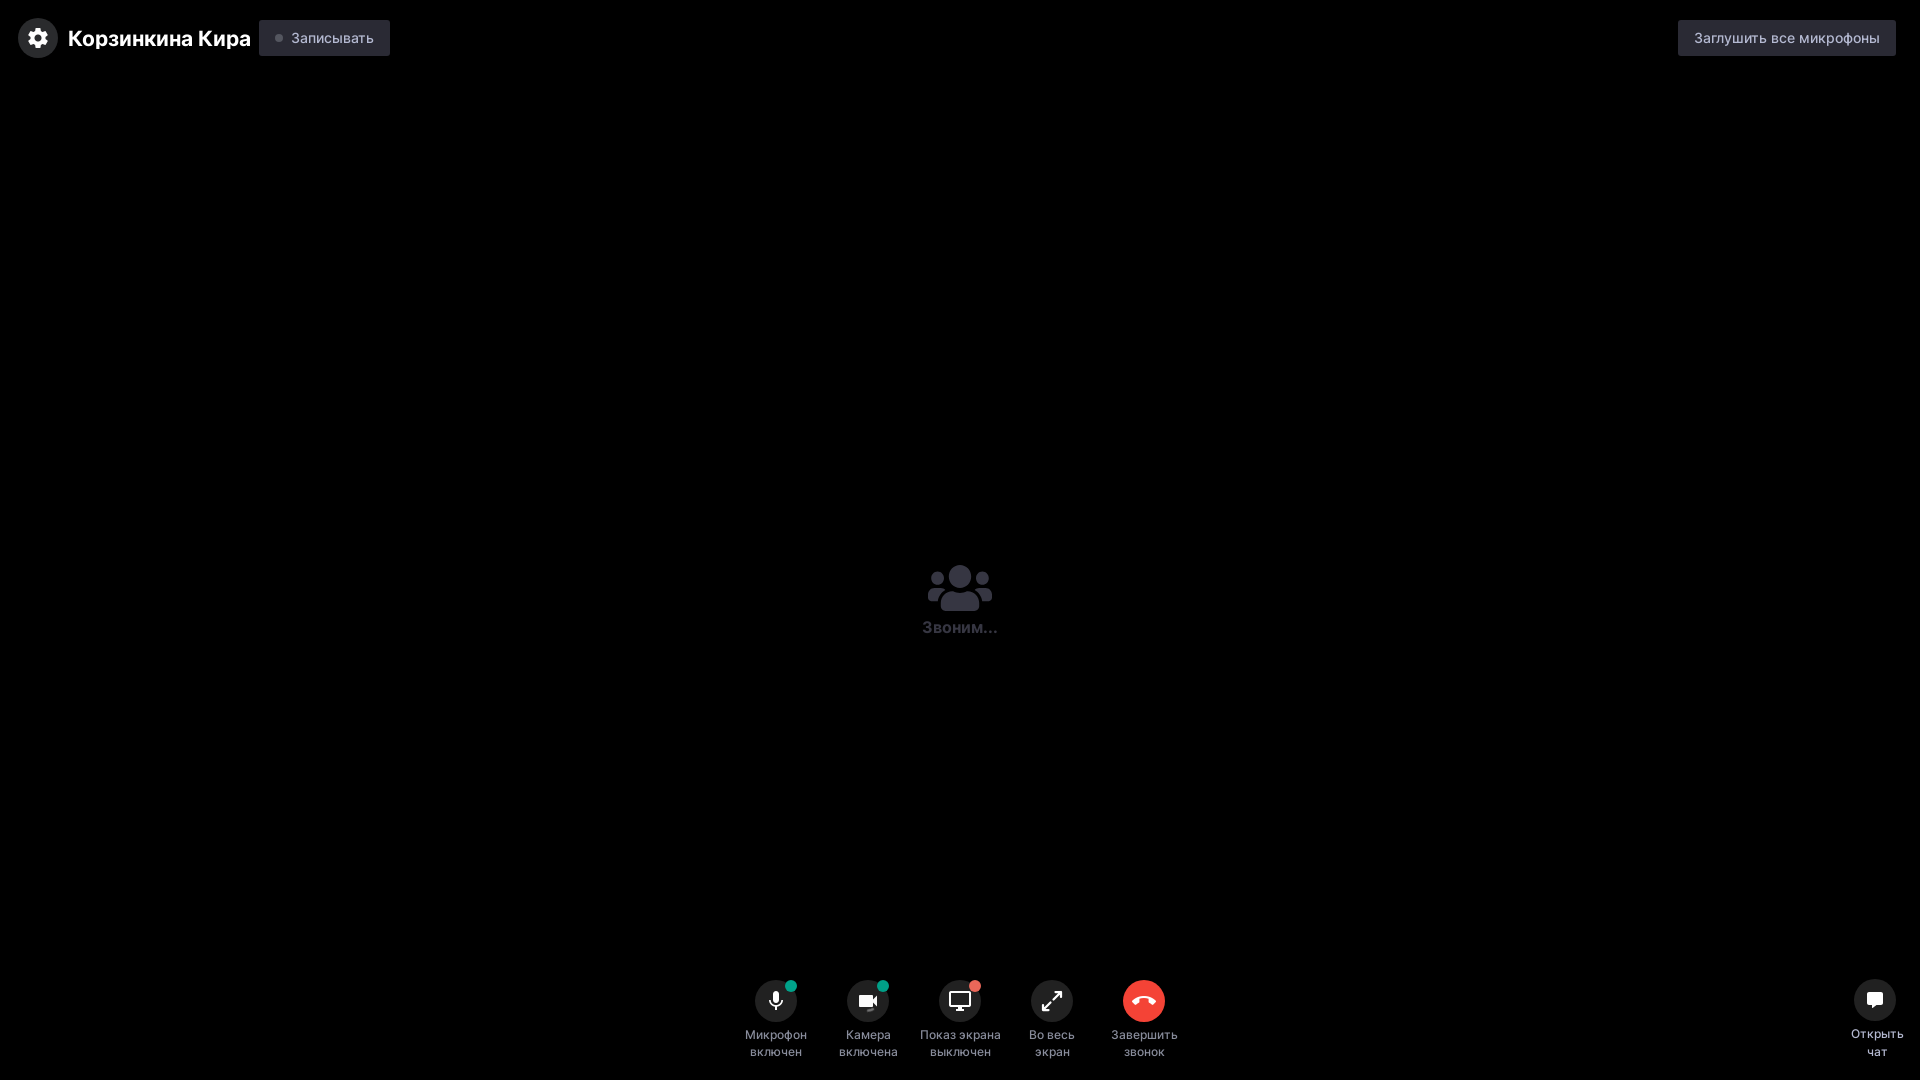 Корзинкина Кира
Записывать
Заглушить все микрофоны
Звоним...
Микрофон
включен
Камера
включена
Показ экрана
выключен
Во весь
экран
Завершить
звонок
Открыть
чат